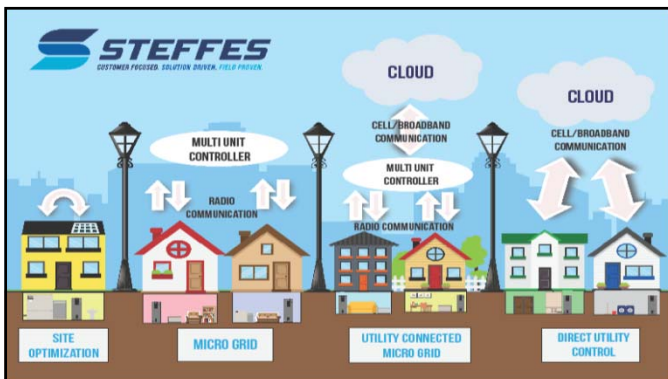 STEFFES
CUSTOMER FOCUSED. SOLUTION DRIVEN. FIELD PROVEN.
MULTI UNIT
CONTROLLER
RADIO
COMMUNICATION
CLOUD
CELL/BROADBAND
COMMUNICATION
MULTI UNIT
CONTROLLER
RADIO COMMUNICATION
CLOUD
CELL/BROADBAND
COMMUNICATION
SITE
OPTIMIZATION
MICRO GRID
UTILITY CONNECTED
MICRO GRID
DIRECT UTILITY
CONTROL